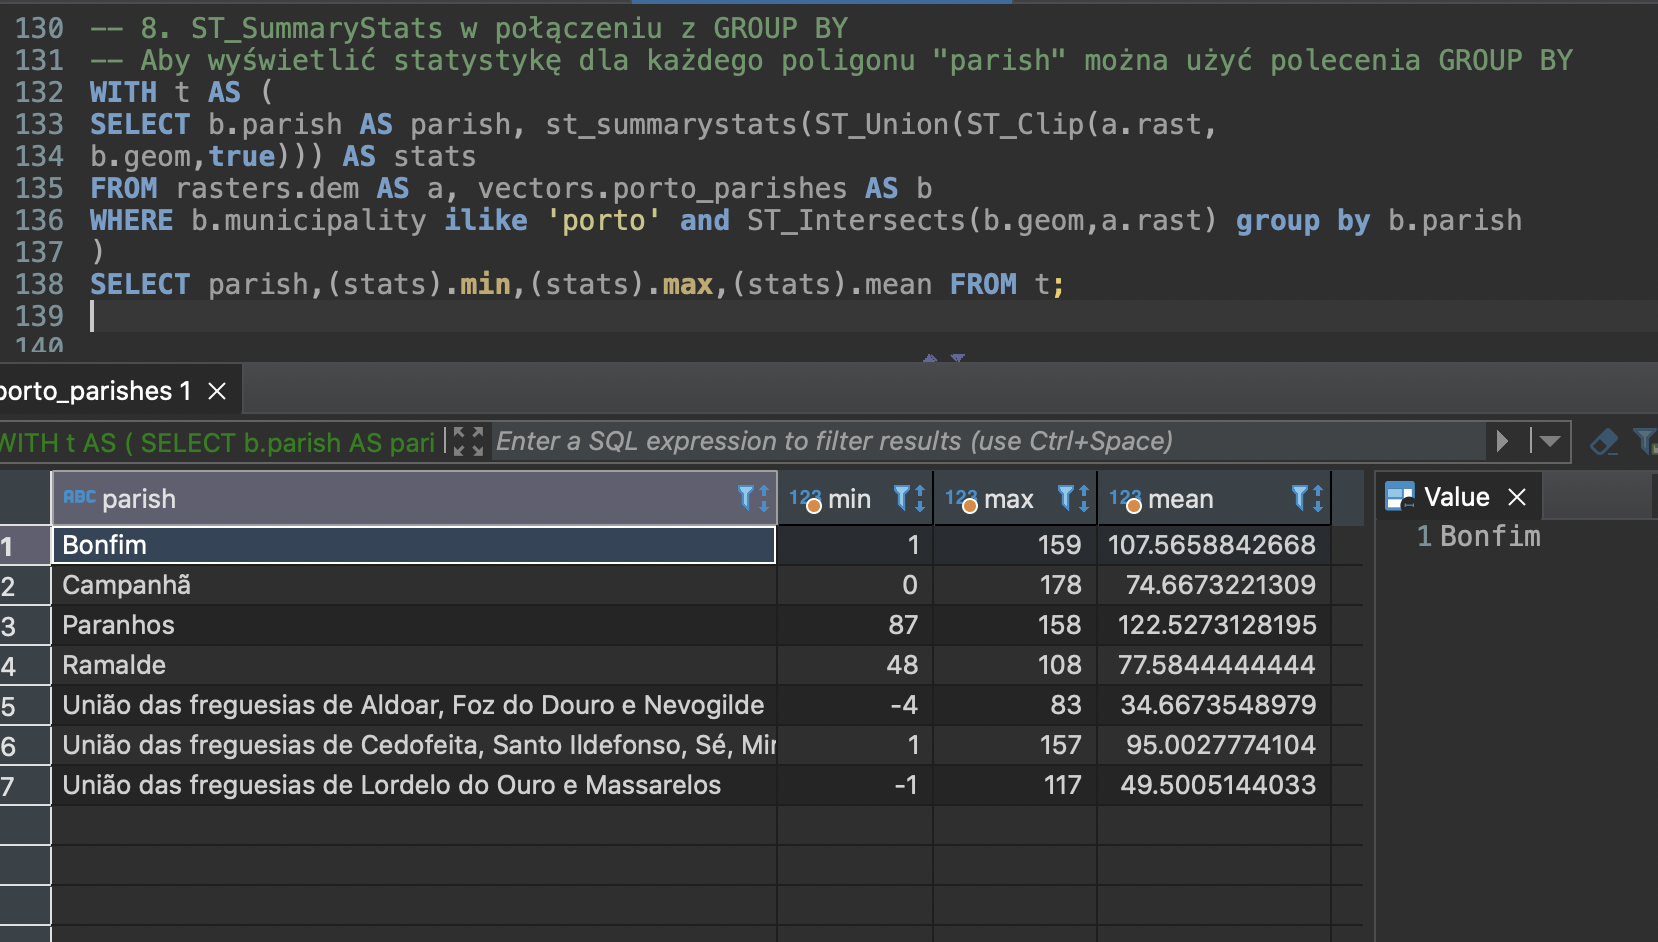 130 -- 8. ST_SummaryStats w połączeniu z GROUP BY
131 -- Aby wyświetlić statystykę dla każdego poligonu "parish" można użyć polecenia GROUP BY
132 WITH t AS (
133 SELECT b.parish AS parish, st_summarystats(ST_Union(ST_Clip(a.rast,
134 b.geom,true))) AS stats
135 FROM rasters.dem AS a, vectors.porto_parishes AS b
136 WHERE b.municipality ilike 'porto' and ST_Intersects(b.geom,a.rast) group by b.parish
137 )
138 SELECT parish,(stats).min,(stats).max,(stats).mean FROM t;
139
140
porto_parishes 1
WITH t AS ( SELECT b.parish AS pari Enter a SQL expression to filter results (use Ctrl+Space)
ABC parish 123 min 123 max 123 mean Value
1 Bonfim 1 159 107.5658842668 1 Bonfim
2 Campanhã 0 178 74.6673221309
3 Paranhos 87 158 122.5273128195
4 Ramalde 48 108 77.5844444444
5 União das freguesias de Aldoar, Foz do Douro e Nevogilde -4 83 34.6673548979
6 União das freguesias de Cedofeita, Santo Ildefonso, Sé, Mir 1 157 95.0027774104
7 União das freguesias de Lordelo do Ouro e Massarelos -1 117 49.5005144033